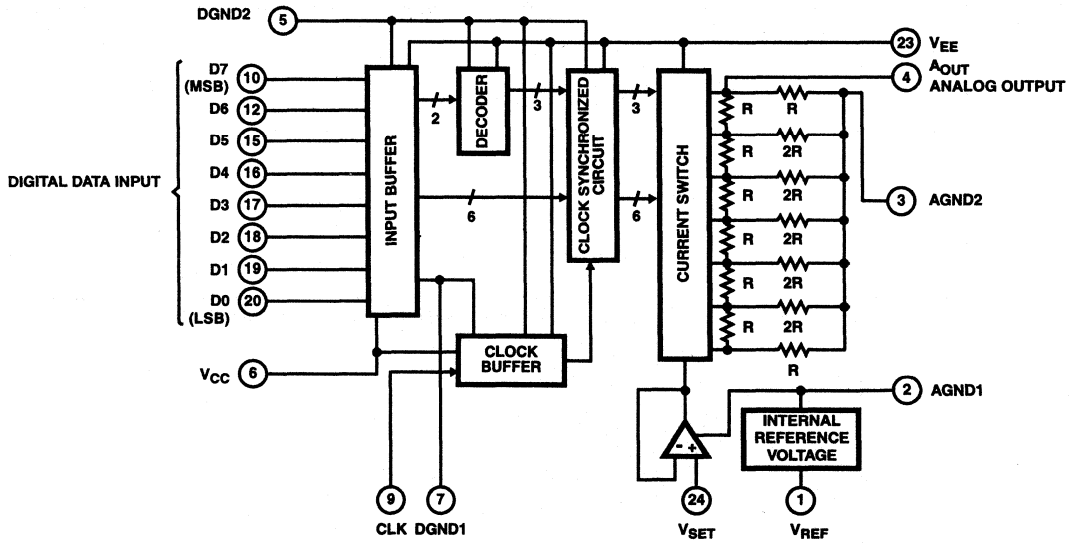 DGND2 5
23 VEE
D7 10
(MSB)
4 AOUT
ANALOG OUTPUT
D6 12
D5 15
D4 16
D3 17
D2 18
D1 19
D0 20
(LSB)
DIGITAL DATA INPUT
INPUT BUFFER
2
DECODER
3
CLOCK SYNCHRONIZED
CIRCUIT
3
6
6
CURRENT SWITCH
R R
R 2R
R 2R
R 2R
R 2R
R 2R
R
3 AGND2
VCC 6
CLOCK
BUFFER
2 AGND1
INTERNAL
REFERENCE
VOLTAGE
- +
9 7 24 1
CLK DGND1 VSET VREF